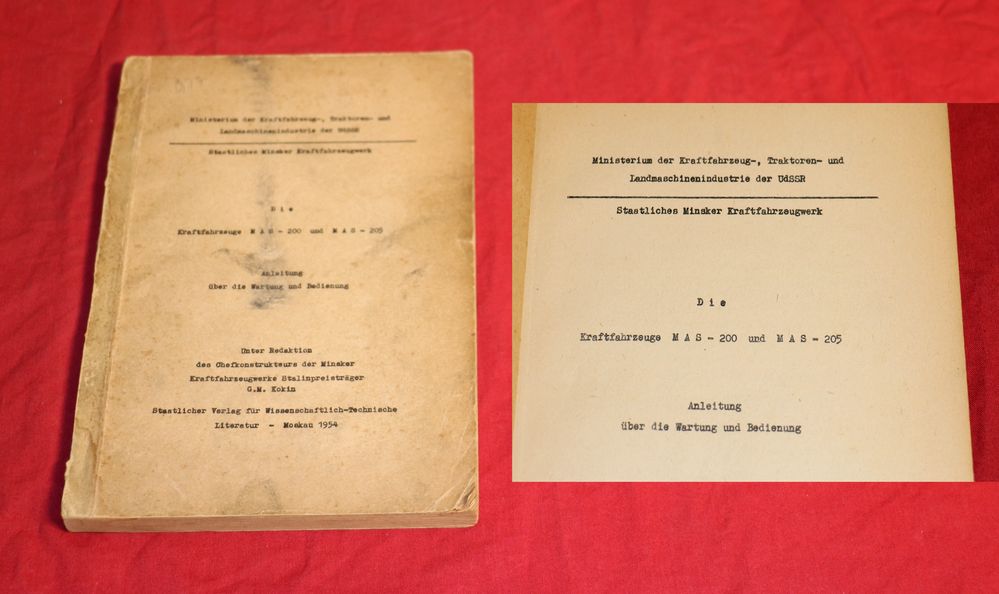 Ministerium der Kraftfahrzeug-, Traktoren- und
Landmaschinenindustrie der UdSSR
Staatliches Minsker Kraftfahrzeugwerk
D i e
Kraftfahrzeuge M A S - 200 und M A S - 205
Anleitung
über die Wartung und Bedienung
Unter Redaktion
des Chefkonstrukteurs der Minsker
Kraftfahrzeugwerke Stalinpreisträger
G.M. Kokin
Staatlicher Verlag für Wissenschaftlich-Technische
Literatur - Moskau 1954
Ministerium der Kraftfahrzeug-, Traktoren- und
Landmaschinenindustrie der UdSSR
Staatliches Minsker Kraftfahrzeugwerk
D i e
Kraftfahrzeuge M A S - 200 und M A S - 205
Anleitung
über die Wartung und Bedienung